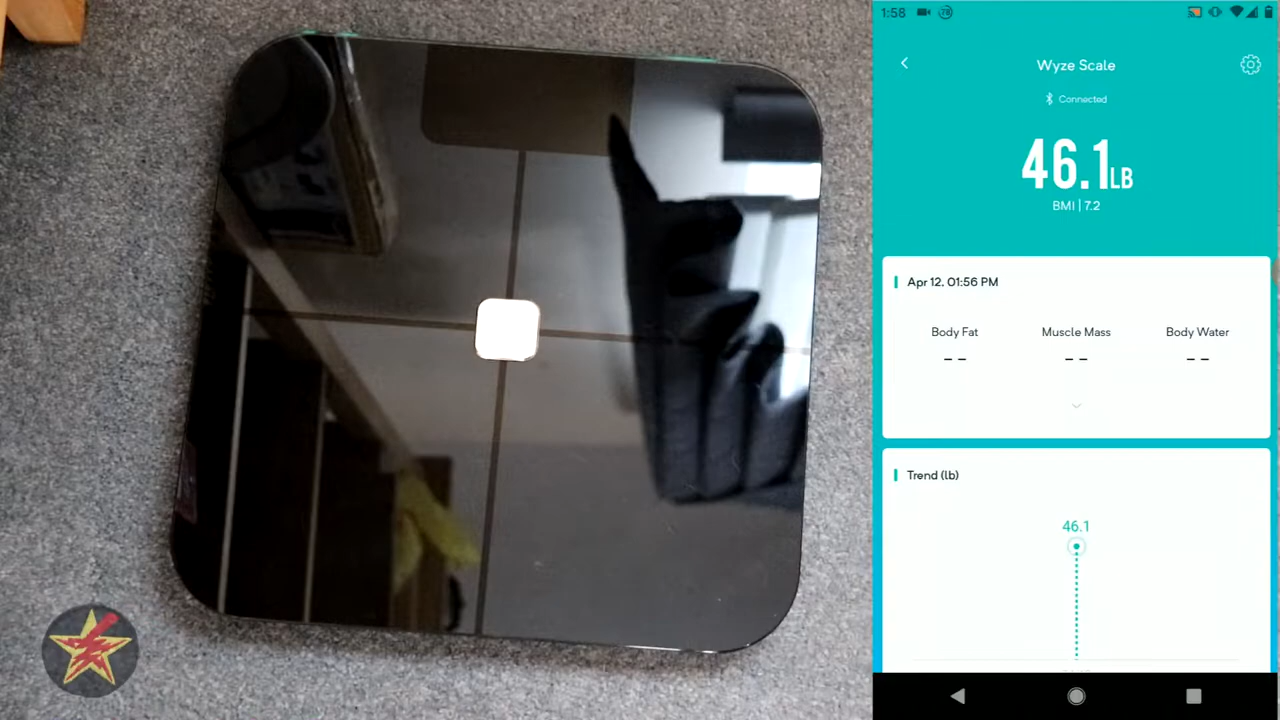 1:58
78
Wyze Scale
Connected
46.1LB
BMI | 7.2
Apr 12. 01:56 PM
Body Fat
Muscle Mass
Body Water
– –
– –
– –
Trend (lb)
46.1